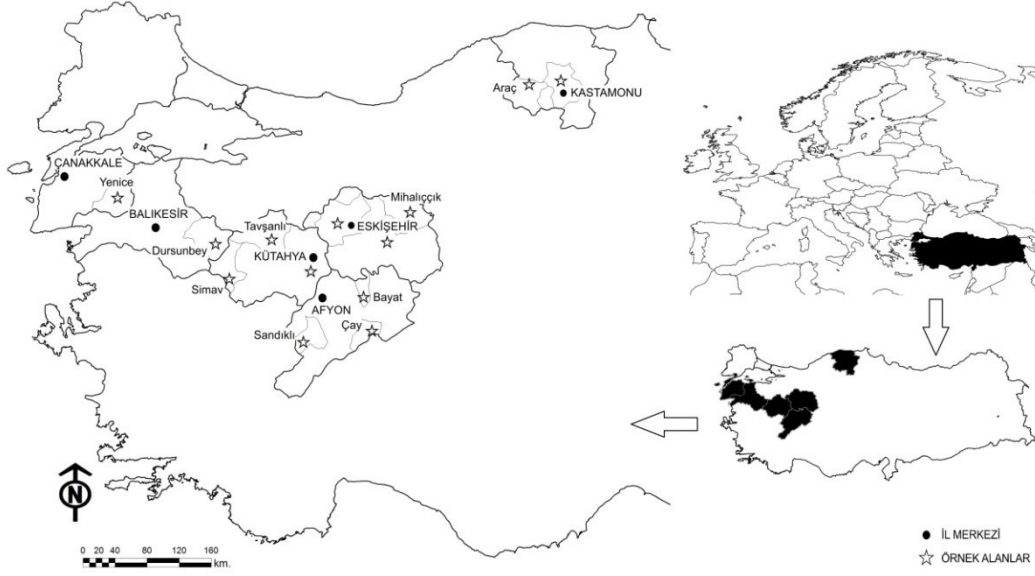 Araç
KASTAMONU
ÇANAKKALE
Yenice
BALIKESİR
Dursunbey
Tavşanlı
KÜTAHYA
Simav
Mihalıççık
ESKİŞEHİR
AFYON
Bayat
Sandıklı
Çay
N
0 20 40 80 120 160
km.
İL MERKEZİ
ÖRNEK ALANLAR